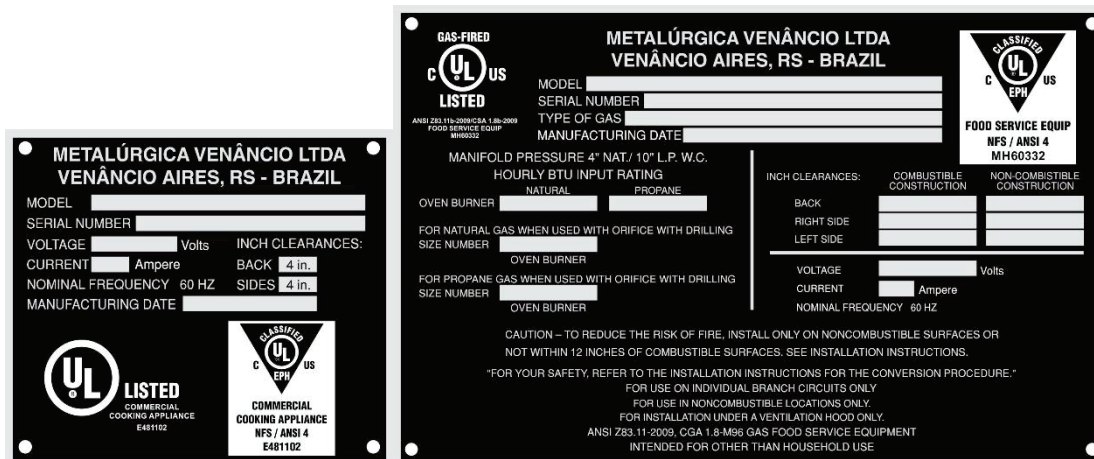 METALÚRGICA VENÂNCIO LTDA
VENÂNCIO AIRES, RS - BRAZIL
MODEL
SERIAL NUMBER
VOLTAGE Volts INCH CLEARANCES:
CURRENT Ampere BACK 4 in.
NOMINAL FREQUENCY 60 HZ SIDES 4 in.
MANUFACTURING DATE
UL
®
LISTED
COMMERCIAL
COOKING APPLIANCE
E481102
CLASSIFIED
C UL US
®
EPH
COMMERCIAL
COOKING APPLIANCE
NFS / ANSI 4
E481102
GAS-FIRED
C UL US
®
LISTED
ANSI Z83.11b-2009/CSA 1.8b-2009
FOOD SERVICE EQUIP
MH60332
METALÚRGICA VENÂNCIO LTDA
VENÂNCIO AIRES, RS - BRAZIL
MODEL
SERIAL NUMBER
TYPE OF GAS
MANUFACTURING DATE
CLASSIFIED
C UL US
®
EPH
FOOD SERVICE EQUIP
NFS / ANSI 4
MH60332
MANIFOLD PRESSURE 4" NAT./ 10" L.P. W.C.
HOURLY BTU INPUT RATING
NATURAL PROPANE
OVEN BURNER
FOR NATURAL GAS WHEN USED WITH ORIFICE WITH DRILLING
SIZE NUMBER
OVEN BURNER
FOR PROPANE GAS WHEN USED WITH ORIFICE WITH DRILLING
SIZE NUMBER
OVEN BURNER
INCH CLEARANCES: COMBUSTIBLE CONSTRUCTION NON-COMBISTIBLE CONSTRUCTION
BACK
RIGHT SIDE
LEFT SIDE
VOLTAGE Volts
CURRENT Ampere
NOMINAL FREQUENCY 60 HZ
CAUTION – TO REDUCE THE RISK OF FIRE, INSTALL ONLY ON NONCOMBUSTIBLE SURFACES OR
NOT WITHIN 12 INCHES OF COMBUSTIBLE SURFACES. SEE INSTALLATION INSTRUCTIONS.
"FOR YOUR SAFETY, REFER TO THE INSTALLATION INSTRUCTIONS FOR THE CONVERSION PROCEDURE."
FOR USE ON INDIVIDUAL BRANCH CIRCUITS ONLY
FOR USE IN NONCOMBUSTIBLE LOCATIONS ONLY.
FOR INSTALLATION UNDER A VENTILATION HOOD ONLY.
ANSI Z83.11-2009, CGA 1.8-M96 GAS FOOD SERVICE EQUIPMENT
INTENDED FOR OTHER THAN HOUSEHOLD USE